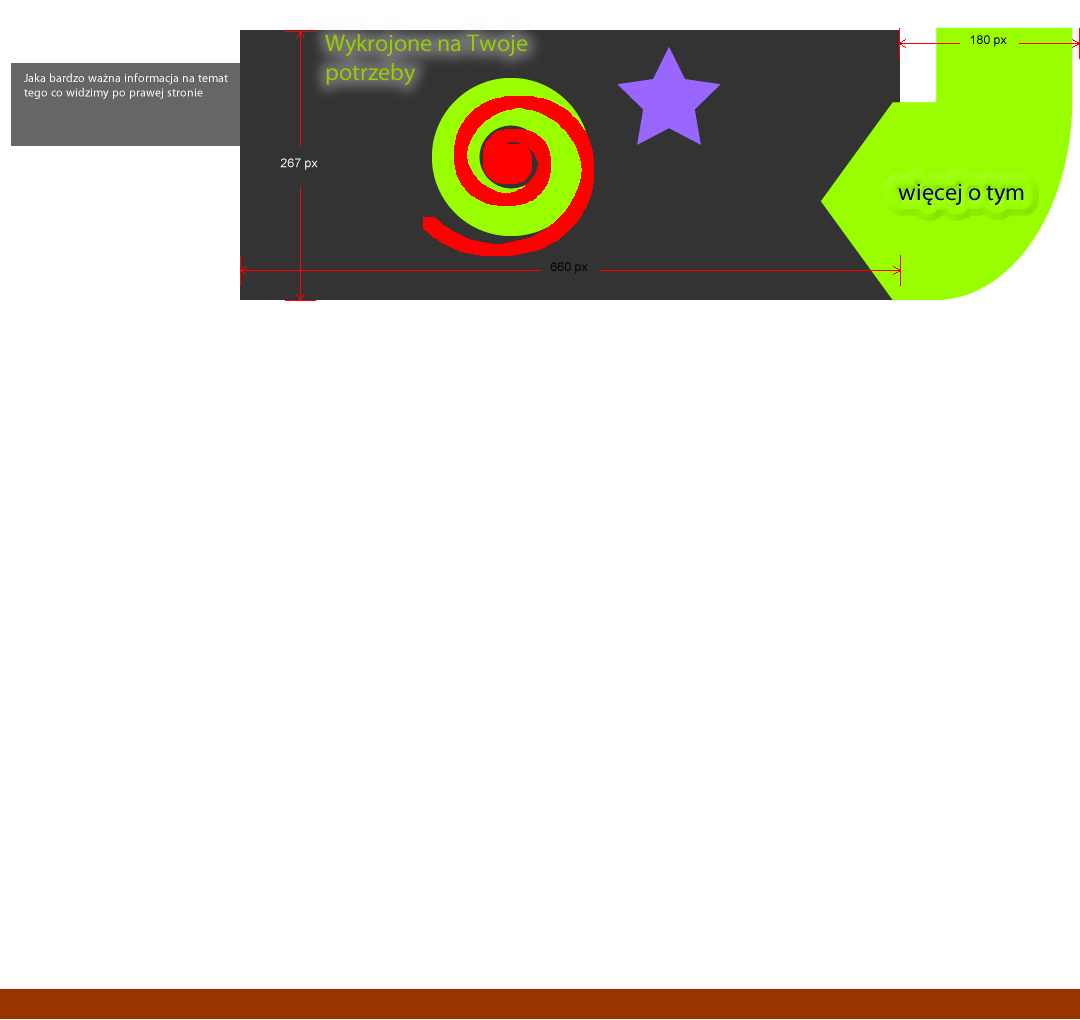 Wykrojone na Twoje
potrzeby
180 px
Jaka bardzo ważna informacja na temat
tego co widzimy po prawej stronie
267 px
więcej o tym
660 px